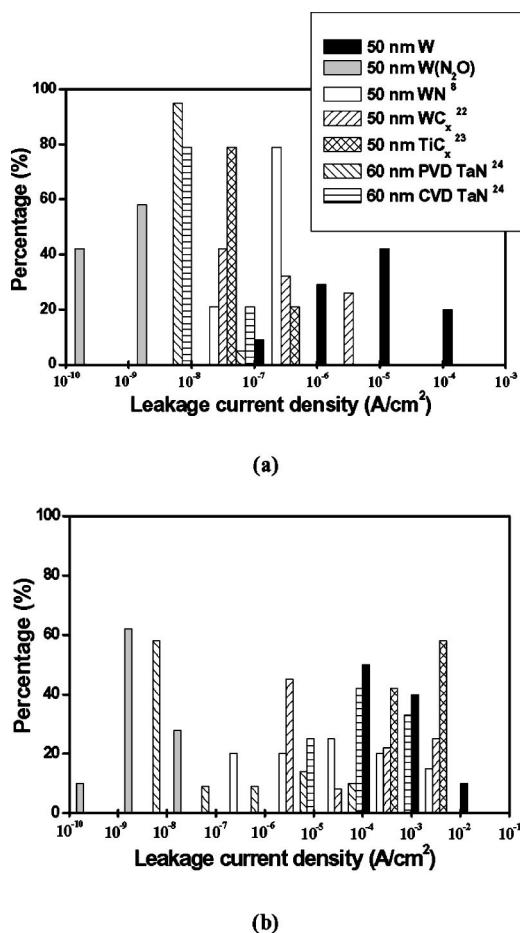 50 nm W
50 nm W(N₂O)
50 nm WN ⁸
50 nm WCₓ ²²
50 nm TiCₓ ²³
60 nm PVD TaN ²⁴
60 nm CVD TaN ²⁴
Percentage (%)
100
80
60
40
20
0
10⁻¹⁰ 10⁻⁹ 10⁻⁸ 10⁻⁷ 10⁻⁶ 10⁻⁵ 10⁻⁴ 10⁻³
Leakage current density (A/cm²)
(a)
Percentage (%)
100
80
60
40
20
0
10⁻¹⁰ 10⁻⁹ 10⁻⁸ 10⁻⁷ 10⁻⁶ 10⁻⁵ 10⁻⁴ 10⁻³ 10⁻² 10⁻¹
Leakage current density (A/cm²)
(b)